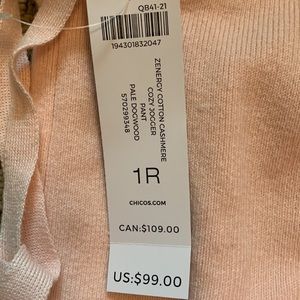 QB41-21
194301832047
ZENERGY COTTON CASHMERE
COZY JOGGER
PANT
PALE DOGWOOD
570299348
1R
CHICOS.COM
CAN:$109.00
US:$99.00